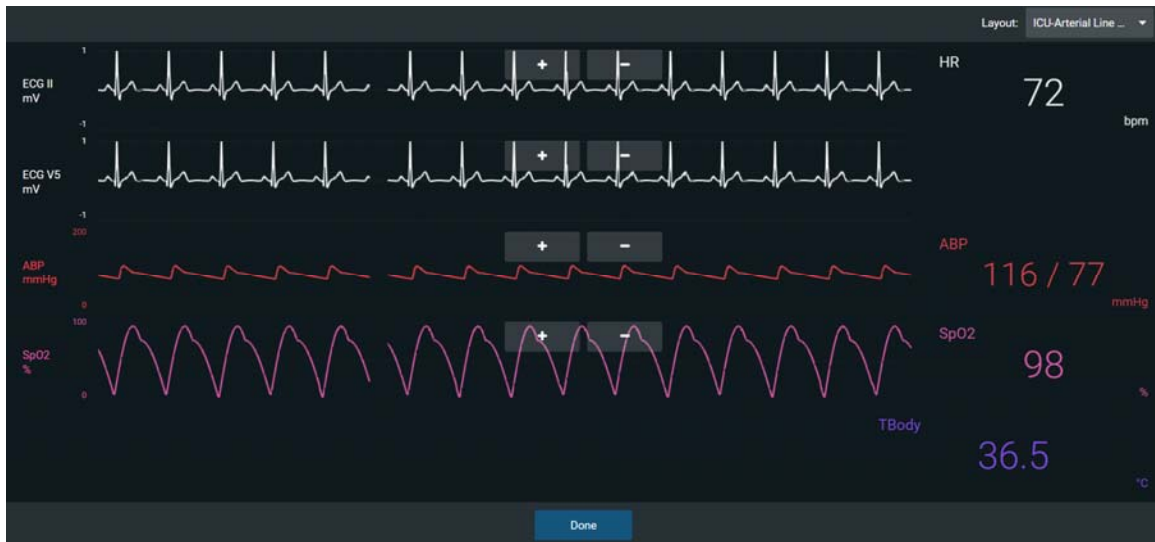 Layout: ICU-Arterial Line ...
1
ECG II
mV
-1
+ −
HR
72
bpm
1
ECG V5
mV
-1
+ −
200
ABP
mmHg
0
+ −
ABP
116 / 77
mmHg
100
SpO2
%
0
+ −
SpO2
98
%
TBody
36.5
°C
Done